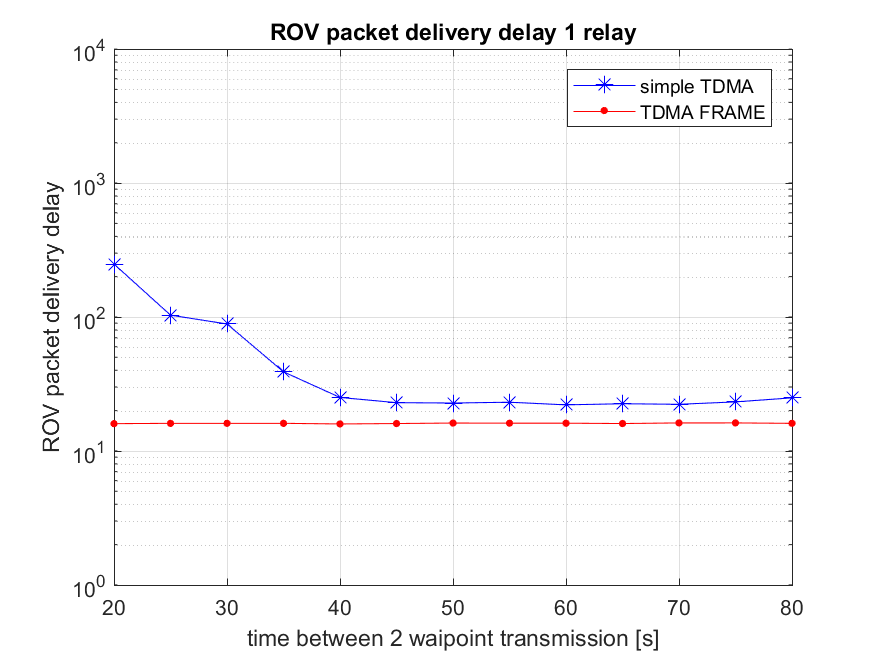 ROV packet delivery delay 1 relay
simple TDMA
TDMA FRAME
ROV packet delivery delay
10^4
10^3
10^2
10^1
10^0
20 30 40 50 60 70 80
time between 2 waipoint transmission [s]